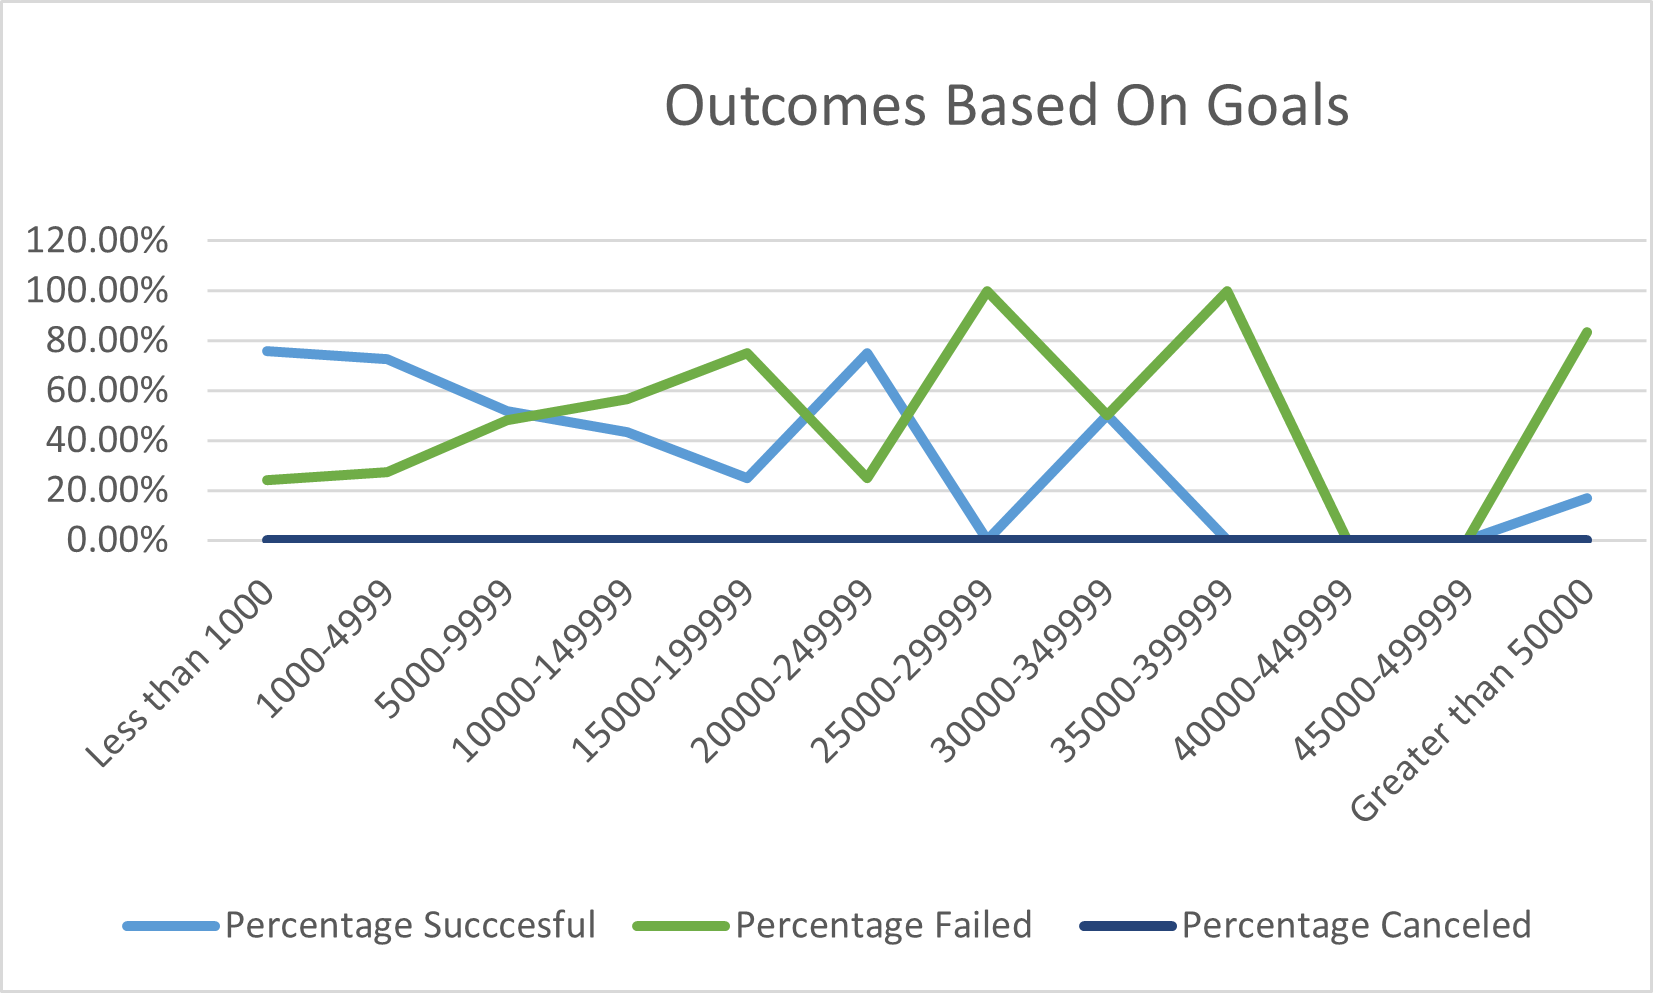 Outcomes Based On Goals
120.00%
100.00%
80.00%
60.00%
40.00%
20.00%
0.00%
Less than 1000
1000-4999
5000-9999
10000-149999
15000-199999
20000-249999
25000-299999
30000-349999
35000-399999
40000-449999
45000-499999
Greater than 50000
Percentage Succcesful
Percentage Failed
Percentage Canceled